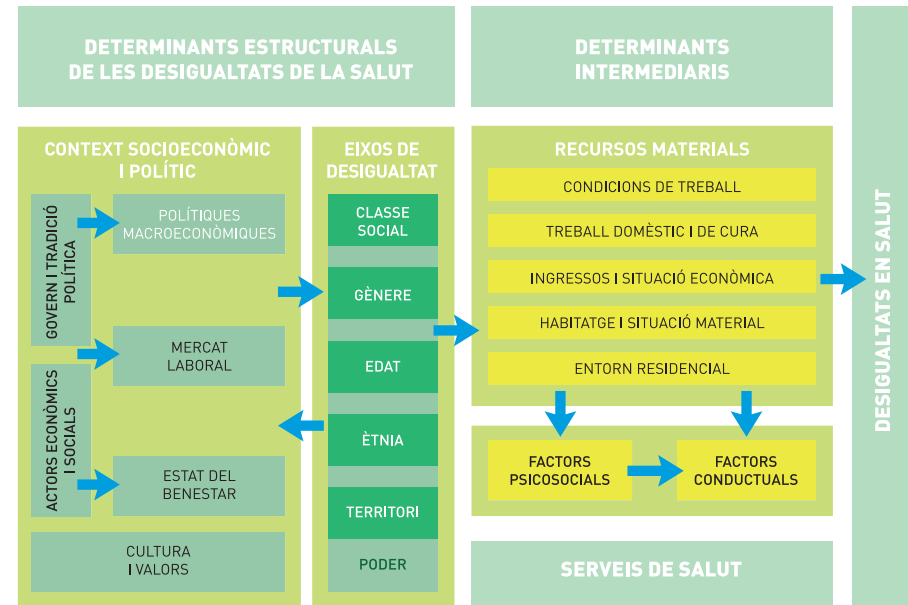 DETERMINANTS ESTRUCTURALS
DE LES DESIGUALTATS DE LA SALUT
DETERMINANTS
INTERMEDIARIS
CONTEXT SOCIOECONÒMIC
I POLÍTIC
GOVERN I TRADICIÓ
POLÍTICA
POLÍTIQUES
MACROECONÒMIQUES
MERCAT
LABORAL
ACTORS ECONÒMICS
I SOCIALS
ESTAT DEL
BENESTAR
CULTURA
I VALORS
EIXOS DE
DESIGUALTAT
CLASSE
SOCIAL
GÈNERE
EDAT
ÈTNIA
TERRITORI
PODER
RECURSOS MATERIALS
CONDICIONS DE TREBALL
TREBALL DOMÈSTIC I DE CURA
INGRESSOS I SITUACIÓ ECONÒMICA
HABITATGE I SITUACIÓ MATERIAL
ENTORN RESIDENCIAL
FACTORS
PSICOSOCIALS
FACTORS
CONDUCTUALS
SERVEIS DE SALUT
DESIGUALTATS EN SALUT